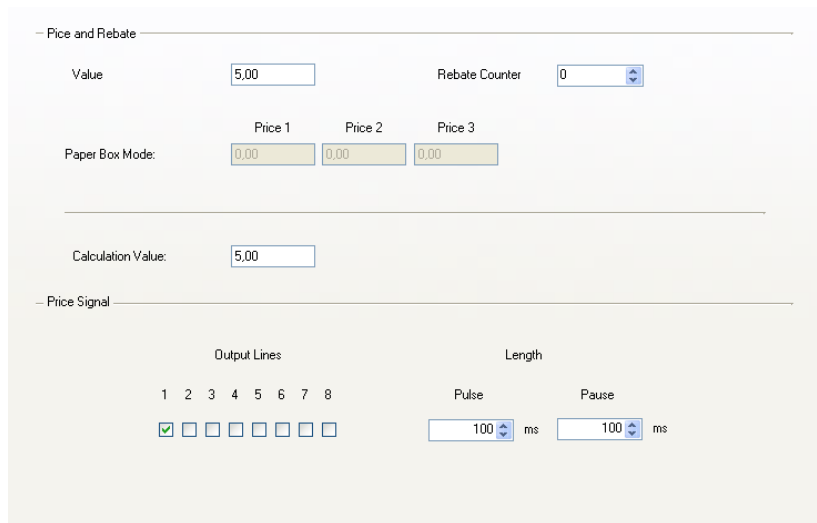 Pice and Rebate
Value 5,00 Rebate Counter 0
Price 1 Price 2 Price 3
Paper Box Mode: 0,00 0,00 0,00
Calculation Value: 5,00
Price Signal
Output Lines Length
1 2 3 4 5 6 7 8 Pulse Pause
100 ms 100 ms